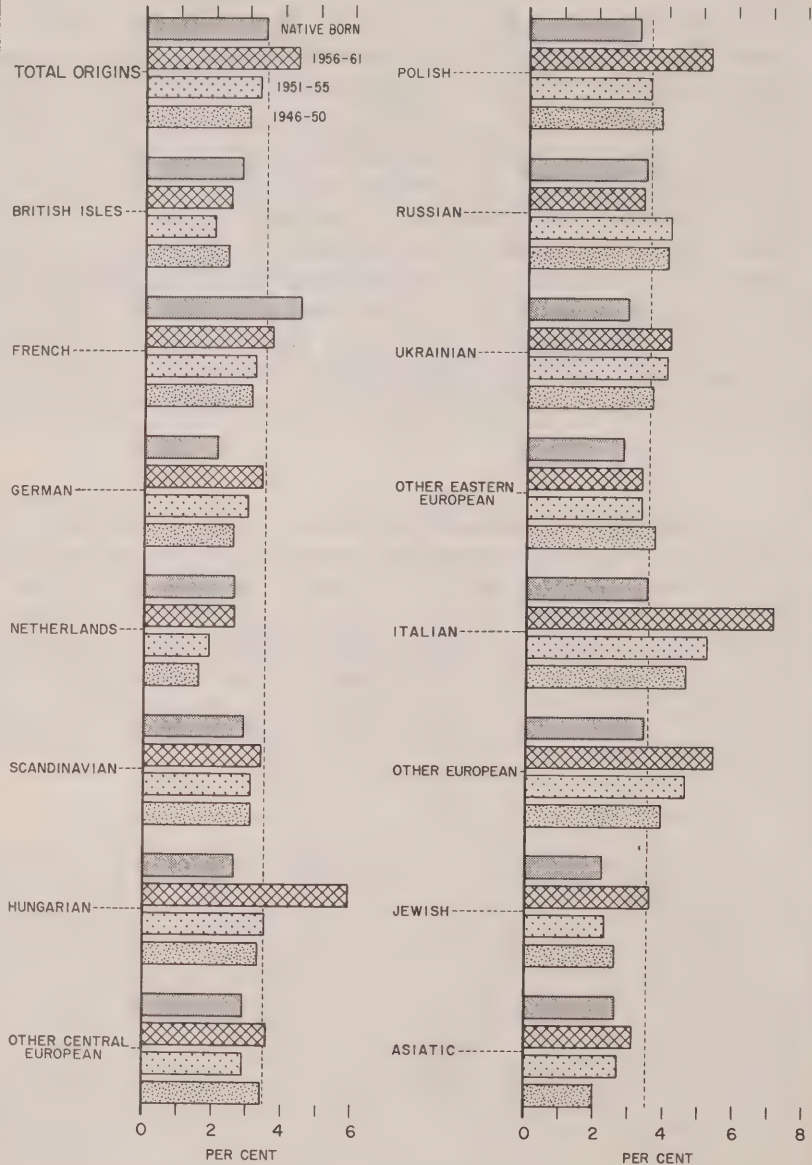 NATIVE BORN
1956-61
TOTAL ORIGINS
1951-55
1946-50
BRITISH ISLES
FRENCH
GERMAN
NETHERLANDS
SCANDINAVIAN
HUNGARIAN
OTHER CENTRAL
EUROPEAN
0 2 4 6
PER CENT
POLISH
RUSSIAN
UKRAINIAN
OTHER EASTERN
EUROPEAN
ITALIAN
OTHER EUROPEAN
JEWISH
ASIATIC
0 2 4 6 8
PER CENT